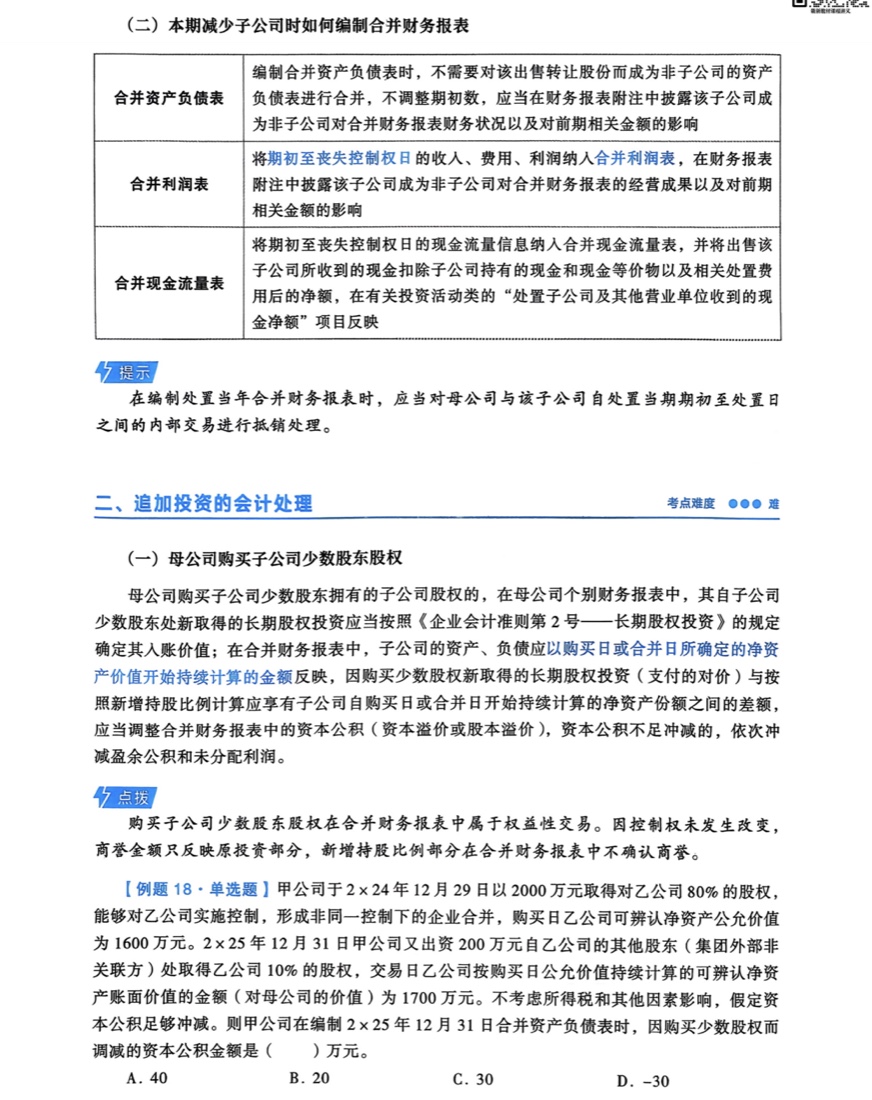 （二）本期减少子公司时如何编制合并财务报表
合并资产负债表
编制合并资产负债表时，不需要对该出售转让股份而成为非子公司的资产
负债表进行合并，不调整期初数，应当在财务报表附注中披露该子公司成
为非子公司对合并财务报表财务状况以及对前期相关金额的影响
合并利润表
将期初至丧失控制权日的收入、费用、利润纳入合并利润表，在财务报表
附注中披露该子公司成为非子公司对合并财务报表的经营成果以及对前期
相关金额的影响
合并现金流量表
将期初至丧失控制权日的现金流量信息纳入合并现金流量表，并将出售该
子公司所收到的现金扣除子公司持有的现金和现金等价物以及相关处置费
用后的净额，在有关投资活动类的“处置子公司及其他营业单位收到的现
金净额”项目反映
提示
在编制处置当年合并财务报表时，应当对母公司与该子公司自处置当期期初至处置日
之间的内部交易进行抵销处理。
二、追加投资的会计处理
考点难度 难
（一）母公司购买子公司少数股东股权
母公司购买子公司少数股东拥有的子公司股权的，在母公司个别财务报表中，其自子公司
少数股东处新取得的长期股权投资应当按照《企业会计准则第 2 号——长期股权投资》的规定
确定其入账价值；在合并财务报表中，子公司的资产、负债应以购买日或合并日所确定的净资
产价值开始持续计算的金额反映，因购买少数股权新取得的长期股权投资（支付的对价）与按
照新增持股比例计算应享有子公司自购买日或合并日开始持续计算的净资产份额之间的差额，
应当调整合并财务报表中的资本公积（资本溢价或股本溢价），资本公积不足冲减的，依次冲
减盈余公积和未分配利润。
点拨
购买子公司少数股东股权在合并财务报表中属于权益性交易。因控制权未发生改变，
商誉金额只反映原投资部分，新增持股比例部分在合并财务报表中不确认商誉。
【例题 18·单选题】甲公司于 2×24 年 12 月 29 日以 2000 万元取得对乙公司 80% 的股权，
能够对乙公司实施控制，形成非同一控制下的企业合并，购买日乙公司可辨认净资产公允价值
为 1600 万元。2×25 年 12 月 31 日甲公司又出资 200 万元自乙公司的其他股东（集团外部非
关联方）处取得乙公司 10% 的股权，交易日乙公司按购买日公允价值持续计算的可辨认净资
产账面价值的金额（对母公司的价值）为 1700 万元。不考虑所得税和其他因素影响，假定资
本公积足够冲减。则甲公司在编制 2×25 年 12 月 31 日合并资产负债表时，因购买少数股权而
调减的资本公积金额是（　　）万元。
A. 40 B. 20 C. 30 D. -30